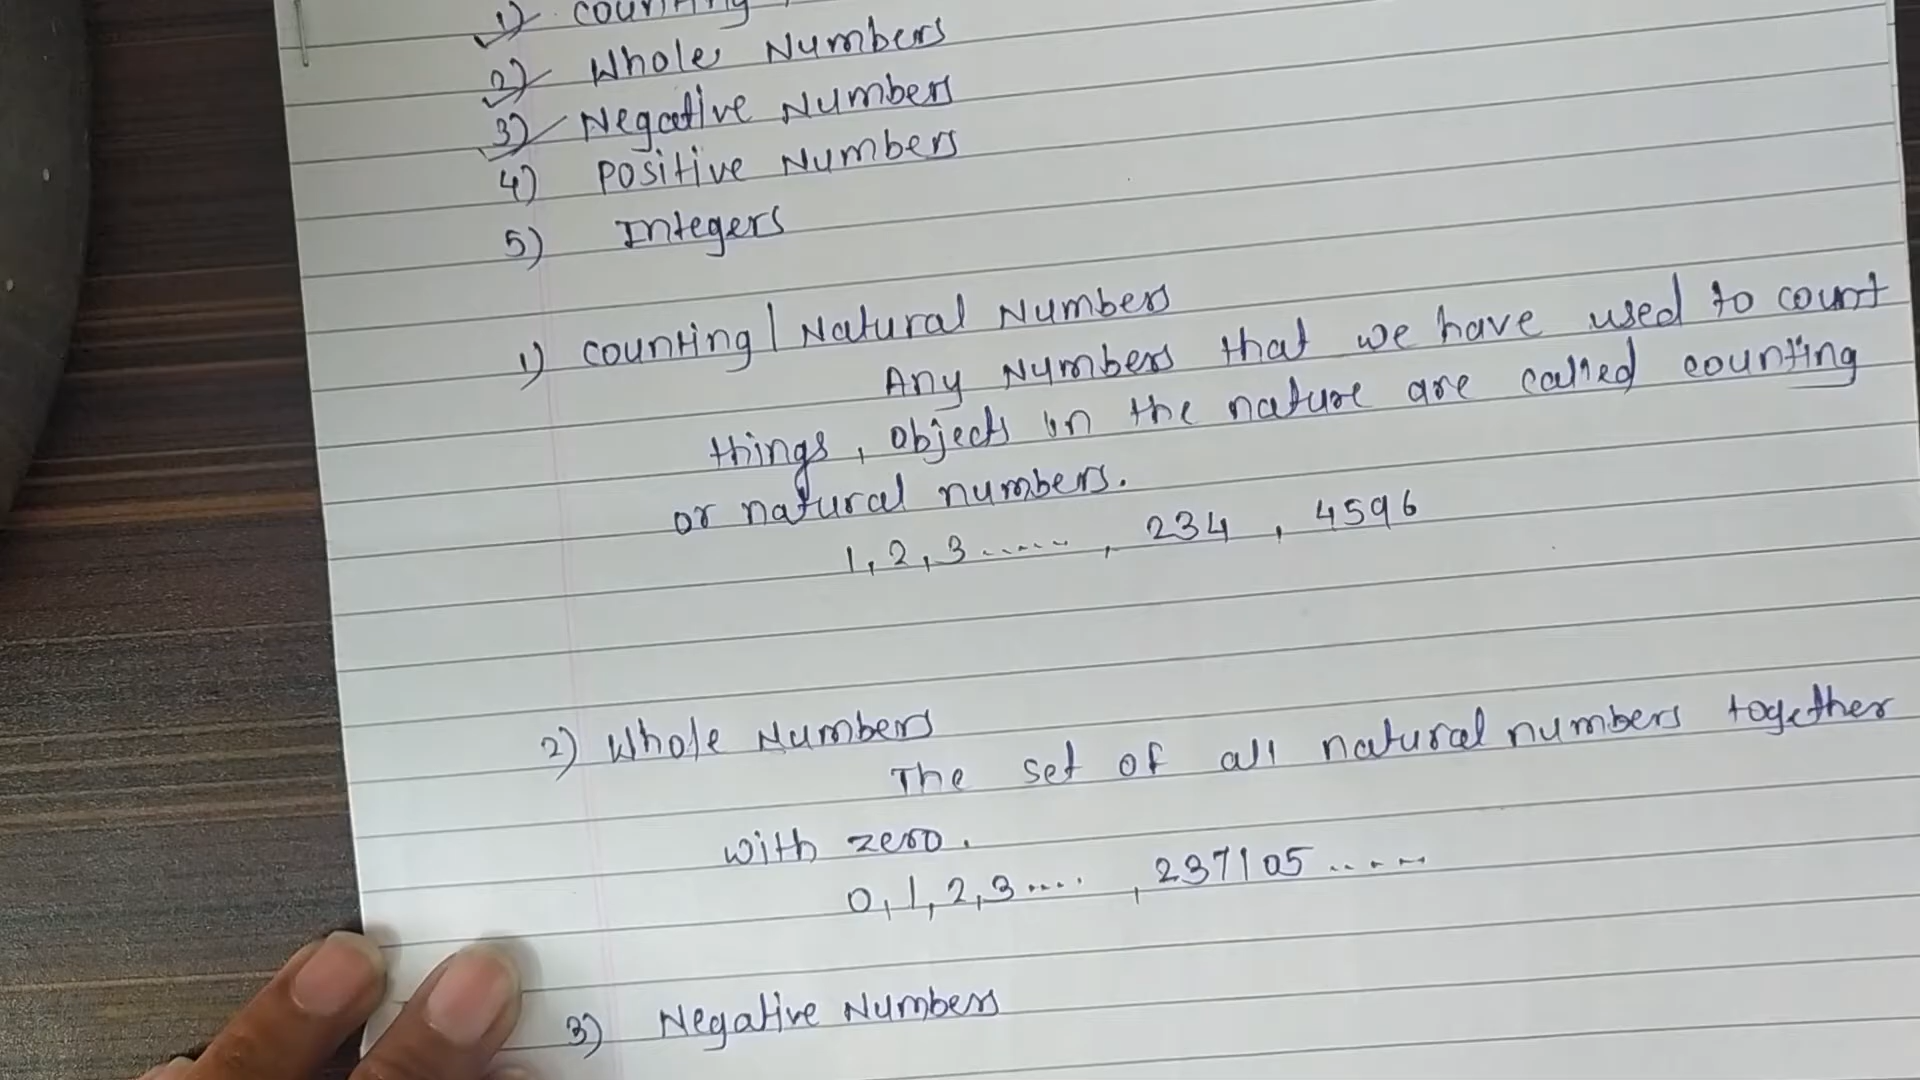 1) counting
2) Whole Numbers
3) Negative Numbers
4) Positive Numbers
5) Integers
1) Counting | Natural Numbers
Any Numbers that we have used to count
things, objects in the nature are called counting
or natural numbers.
1, 2, 3 ......, 234, 4596
2) Whole Numbers
The set of all natural numbers together
with zero.
0, 1, 2, 3 ...., 237105 .....
3) Negative Numbers